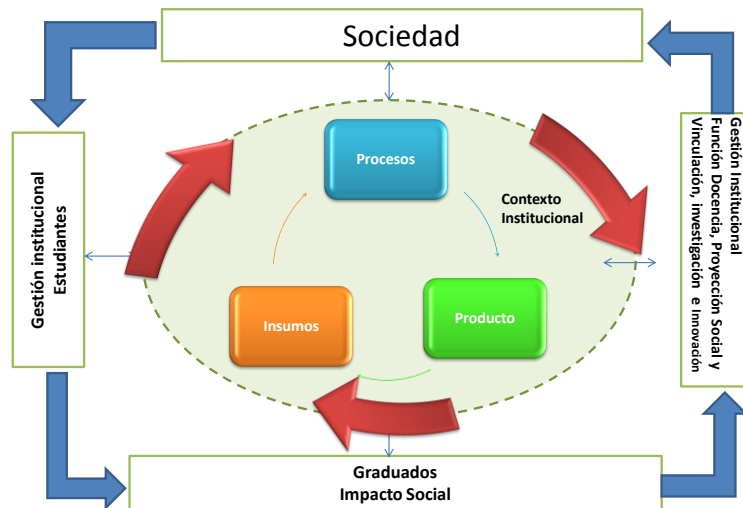 Sociedad
Procesos
Contexto
Institucional
Gestión institucional
Estudiantes
Insumos
Producto
Gestión Institucional
Función Docencia, Proyección Social y
Vinculación, investigación e Innovación
Graduados
Impacto Social